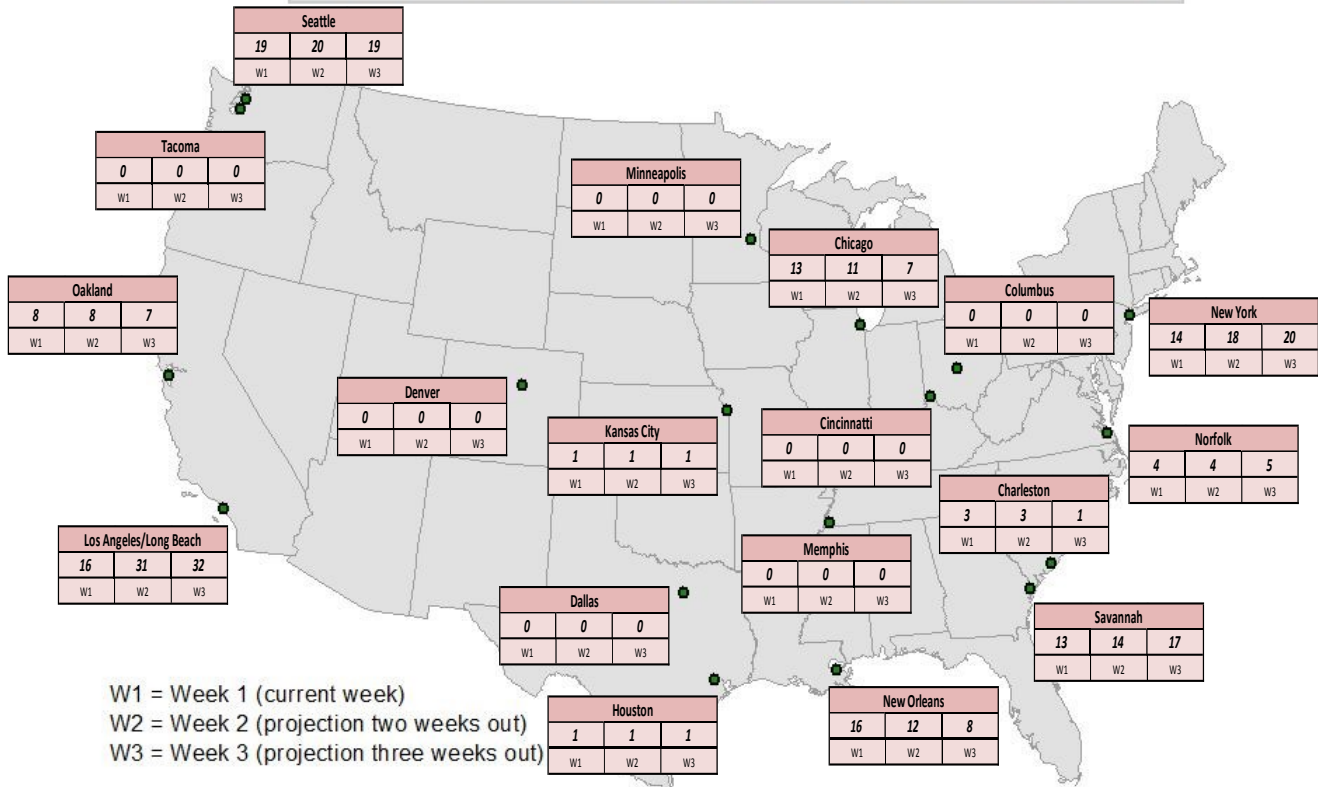 Seattle
19 20 19
W1 W2 W3
Tacoma
0 0 0
W1 W2 W3
Minneapolis
0 0 0
W1 W2 W3
Chicago
13 11 7
W1 W2 W3
Oakland
8 8 7
W1 W2 W3
Columbus
0 0 0
W1 W2 W3
New York
14 18 20
W1 W2 W3
Denver
0 0 0
W1 W2 W3
Kansas City
1 1 1
W1 W2 W3
Cincinnatti
0 0 0
W1 W2 W3
Norfolk
4 4 5
W1 W2 W3
Charleston
3 3 1
W1 W2 W3
Los Angeles/Long Beach
16 31 32
W1 W2 W3
Memphis
0 0 0
W1 W2 W3
Dallas
0 0 0
W1 W2 W3
Savannah
13 14 17
W1 W2 W3
New Orleans
16 12 8
W1 W2 W3
Houston
1 1 1
W1 W2 W3
W1 = Week 1 (current week)
W2 = Week 2 (projection two weeks out)
W3 = Week 3 (projection three weeks out)